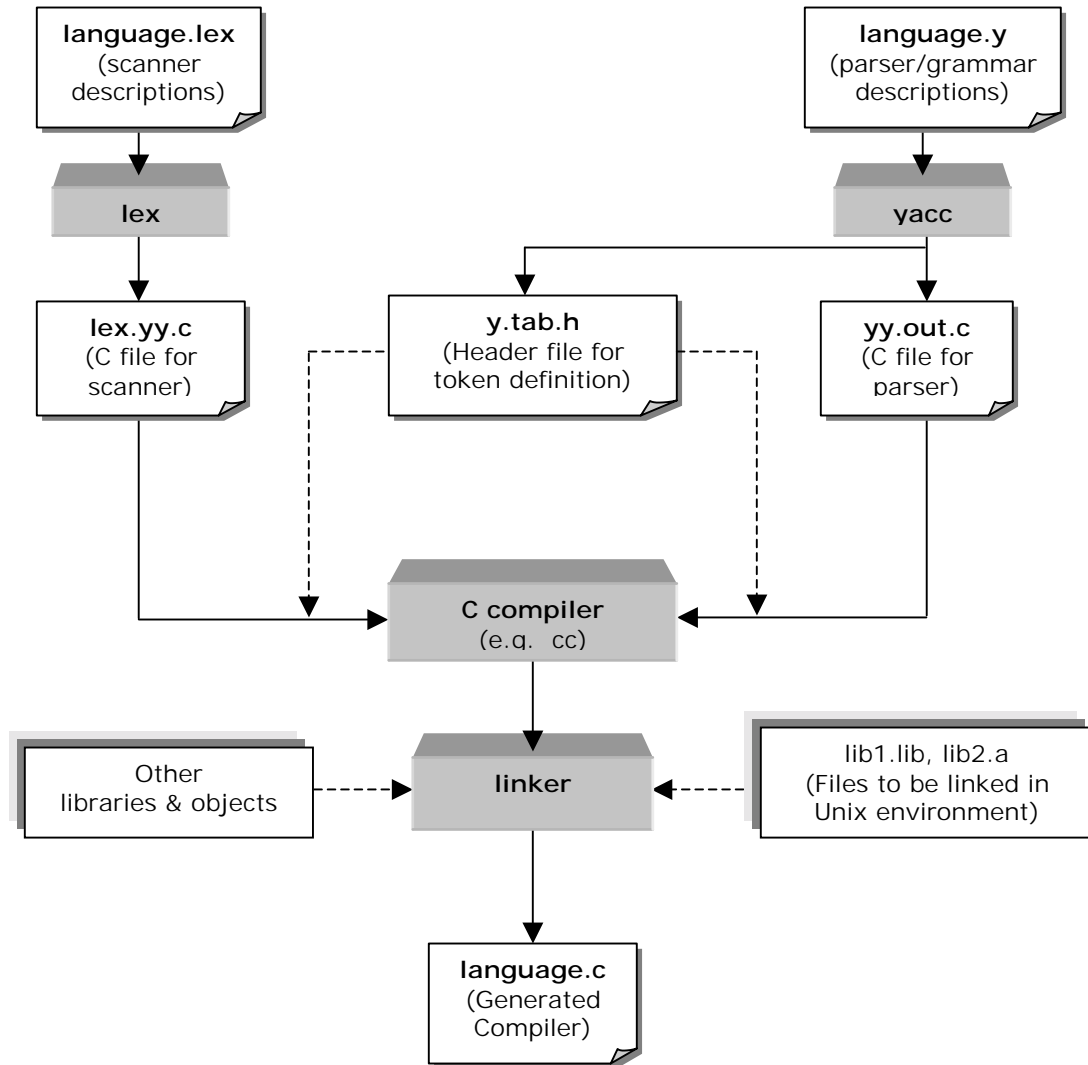 language.lex
(scanner
descriptions)
language.y
(parser/grammar
descriptions)
lex
yacc
lex.yy.c
(C file for
scanner)
y.tab.h
(Header file for
token definition)
yy.out.c
(C file for
parser)
C compiler
(e.g. cc)
Other
libraries & objects
linker
lib1.lib, lib2.a
(Files to be linked in
Unix environment)
language.c
(Generated
Compiler)